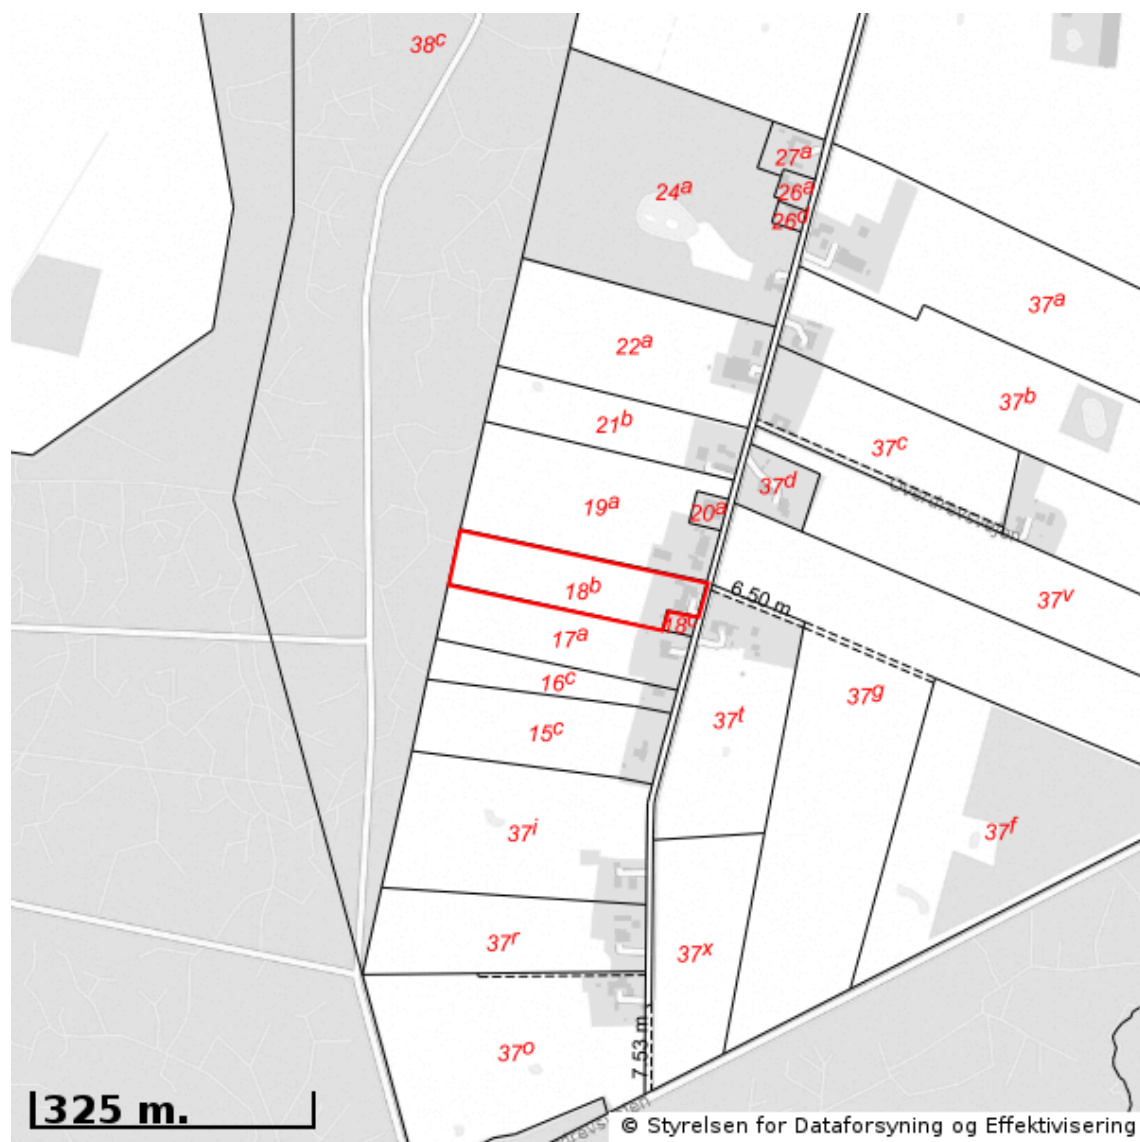 38c
27a
24a
26a
26d
37a
22a
37b
21b
37c
37d
19a
20a
Overdrevsvejen
18b
6.50 m
37v
17a
16c
37g
37t
15c
37i
37f
37r
37x
7.53 m
37o
325 m.
© Styrelsen for Dataforsyning og Effektivisering